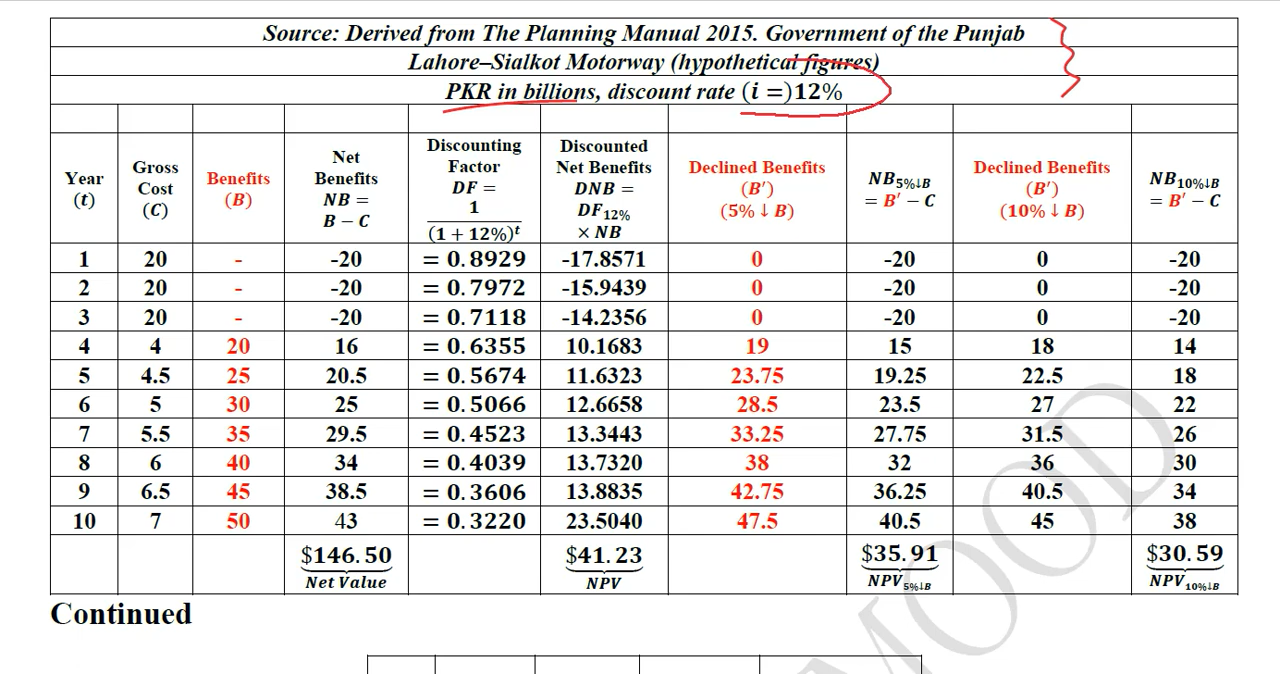 Source: Derived from The Planning Manual 2015. Government of the Punjab
Lahore–Sialkot Motorway (hypothetical figures)
PKR in billions, discount rate (i =)12%
Year (t) Gross Cost (C) Benefits (B) Net Benefits NB = B − C Discounting Factor DF = 1 / (1 + 12%)^t Discounted Net Benefits DNB = DF12% × NB Declined Benefits (B′) (5% ↓ B) NB5%↓B = B′ − C Declined Benefits (B′) (10% ↓ B) NB10%↓B = B′ − C
1 20 - -20 = 0.8929 -17.8571 0 -20 0 -20
2 20 - -20 = 0.7972 -15.9439 0 -20 0 -20
3 20 - -20 = 0.7118 -14.2356 0 -20 0 -20
4 4 20 16 = 0.6355 10.1683 19 15 18 14
5 4.5 25 20.5 = 0.5674 11.6323 23.75 19.25 22.5 18
6 5 30 25 = 0.5066 12.6658 28.5 23.5 27 22
7 5.5 35 29.5 = 0.4523 13.3443 33.25 27.75 31.5 26
8 6 40 34 = 0.4039 13.7320 38 32 36 30
9 6.5 45 38.5 = 0.3606 13.8835 42.75 36.25 40.5 34
10 7 50 43 = 0.3220 23.5040 47.5 40.5 45 38
$146.50 $41.23 $35.91 $30.59
Net Value NPV NPV5%↓B NPV10%↓B
Continued
MOOD